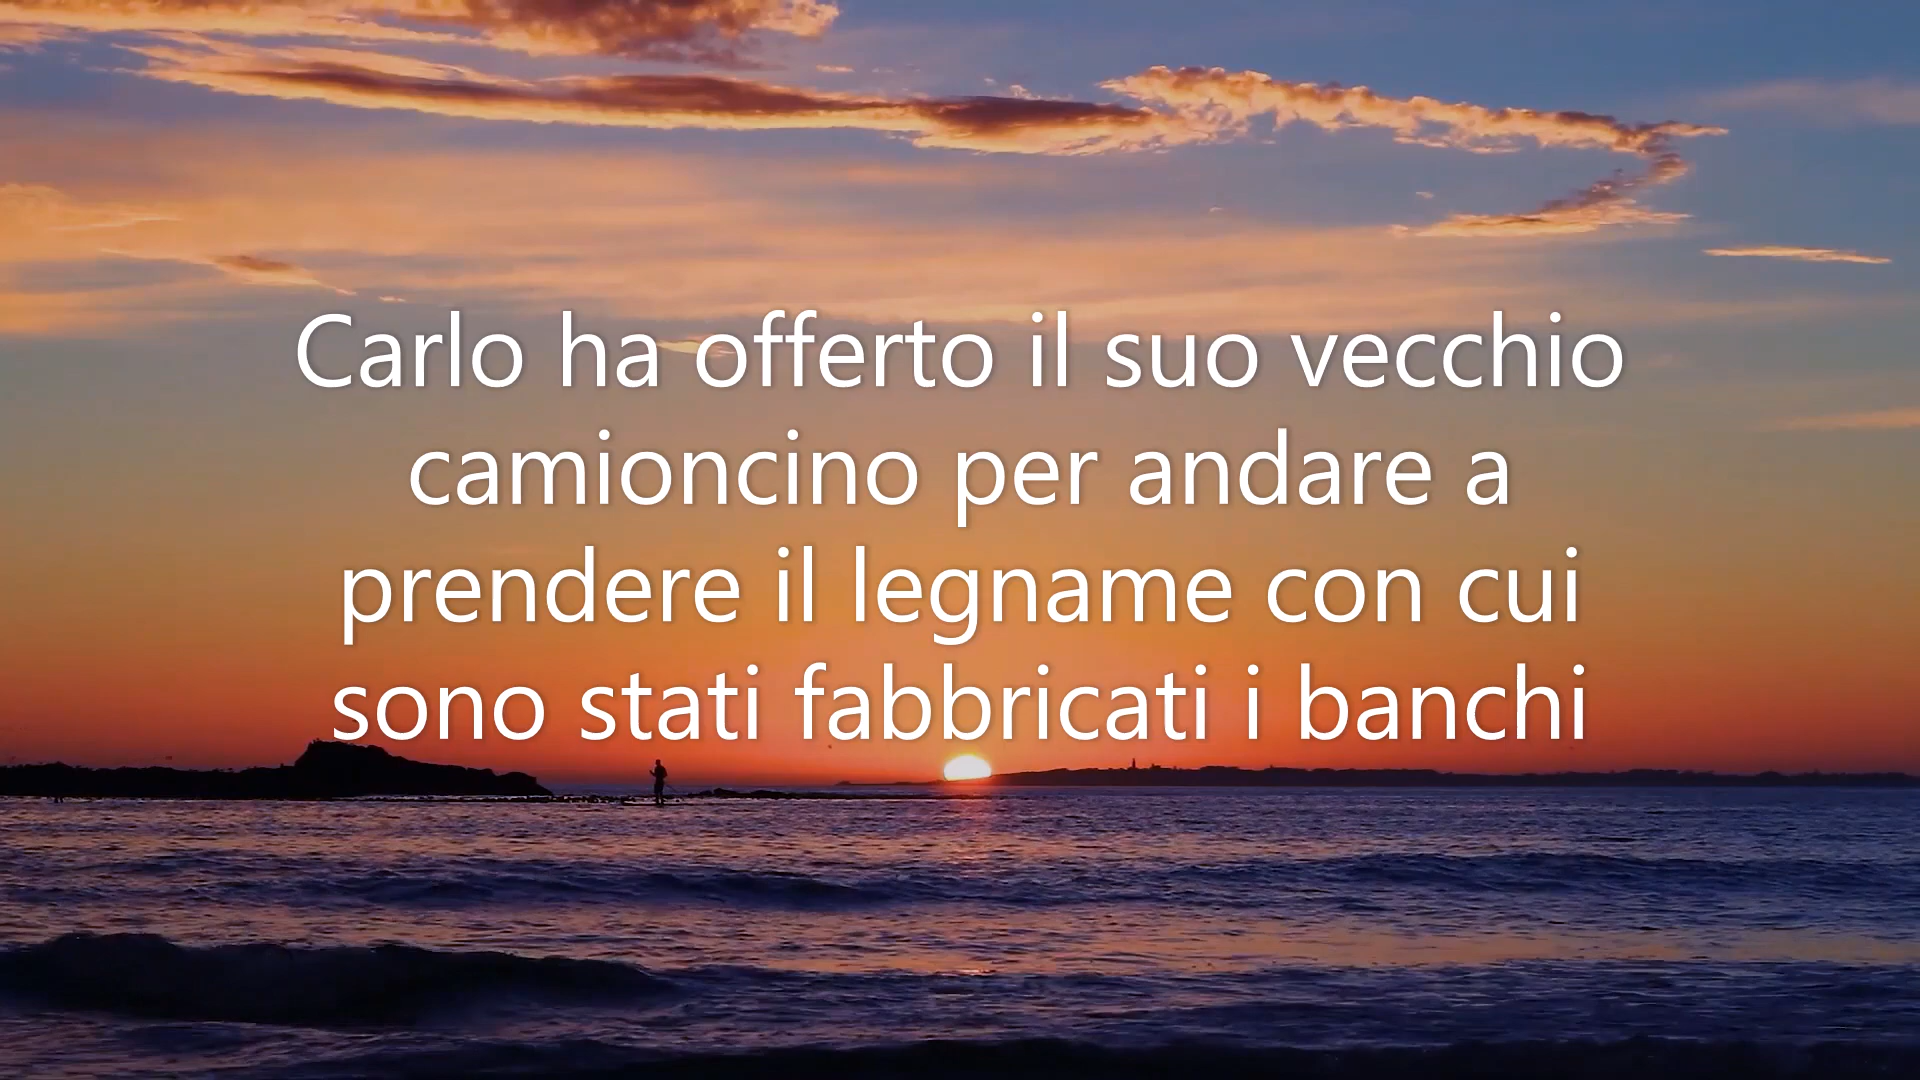 Carlo ha offerto il suo vecchio
camioncino per andare a
prendere il legname con cui
sono stati fabbricati i banchi